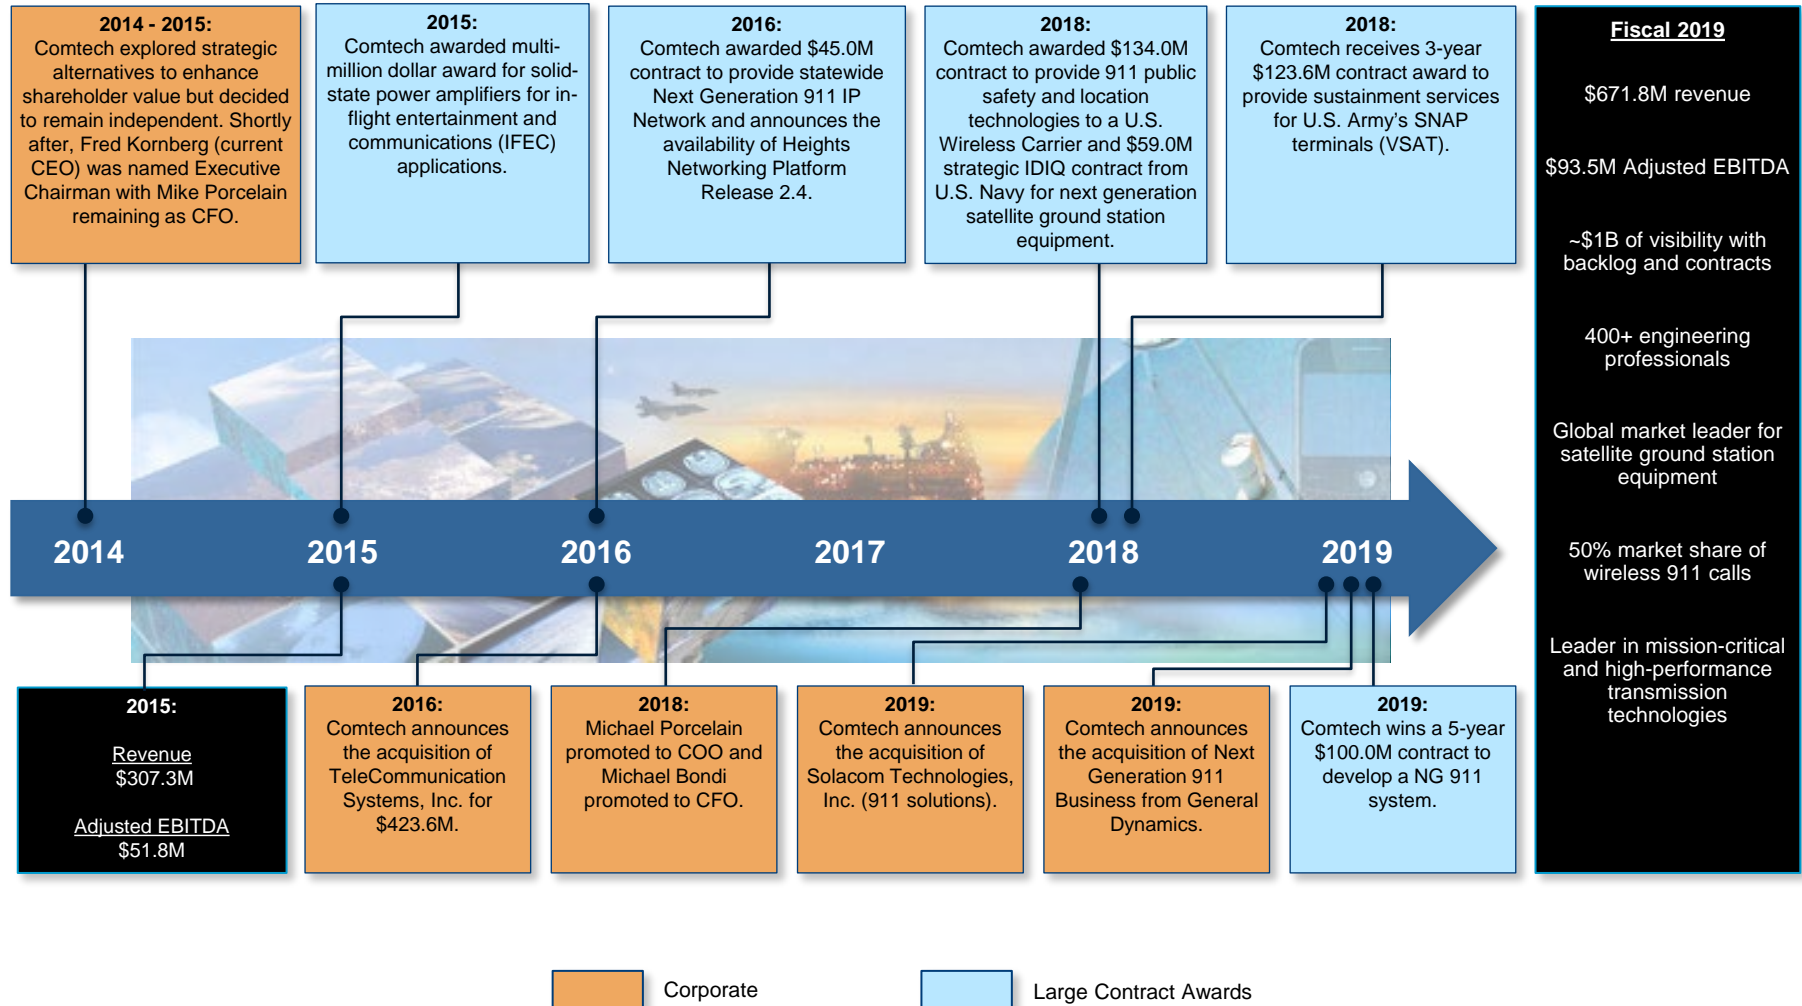 2014 - 2015:
Comtech explored strategic
alternatives to enhance
shareholder value but decided
to remain independent. Shortly
after, Fred Kornberg (current
CEO) was named Executive
Chairman with Mike Porcelain
remaining as CFO.
2015:
Comtech awarded multi-
million dollar award for solid-
state power amplifiers for in-
flight entertainment and
communications (IFEC)
applications.
2016:
Comtech awarded $45.0M
contract to provide statewide
Next Generation 911 IP
Network and announces the
availability of Heights
Networking Platform
Release 2.4.
2018:
Comtech awarded $134.0M
contract to provide 911 public
safety and location
technologies to a U.S.
Wireless Carrier and $59.0M
strategic IDIQ contract from
U.S. Navy for next generation
satellite ground station
equipment.
2018:
Comtech receives 3-year
$123.6M contract award to
provide sustainment services
for U.S. Army's SNAP
terminals (VSAT).
Fiscal 2019
$671.8M revenue
$93.5M Adjusted EBITDA
~$1B of visibility with
backlog and contracts
400+ engineering
professionals
Global market leader for
satellite ground station
equipment
50% market share of
wireless 911 calls
Leader in mission-critical
and high-performance
transmission
technologies
2014
2015
2016
2017
2018
2019
2015:
Revenue
$307.3M
Adjusted EBITDA
$51.8M
2016:
Comtech announces
the acquisition of
TeleCommunication
Systems, Inc. for
$423.6M.
2018:
Michael Porcelain
promoted to COO and
Michael Bondi
promoted to CFO.
2019:
Comtech announces
the acquisition of
Solacom Technologies,
Inc. (911 solutions).
2019:
Comtech announces
the acquisition of Next
Generation 911
Business from General
Dynamics.
2019:
Comtech wins a 5-year
$100.0M contract to
develop a NG 911
system.
Corporate
Large Contract Awards